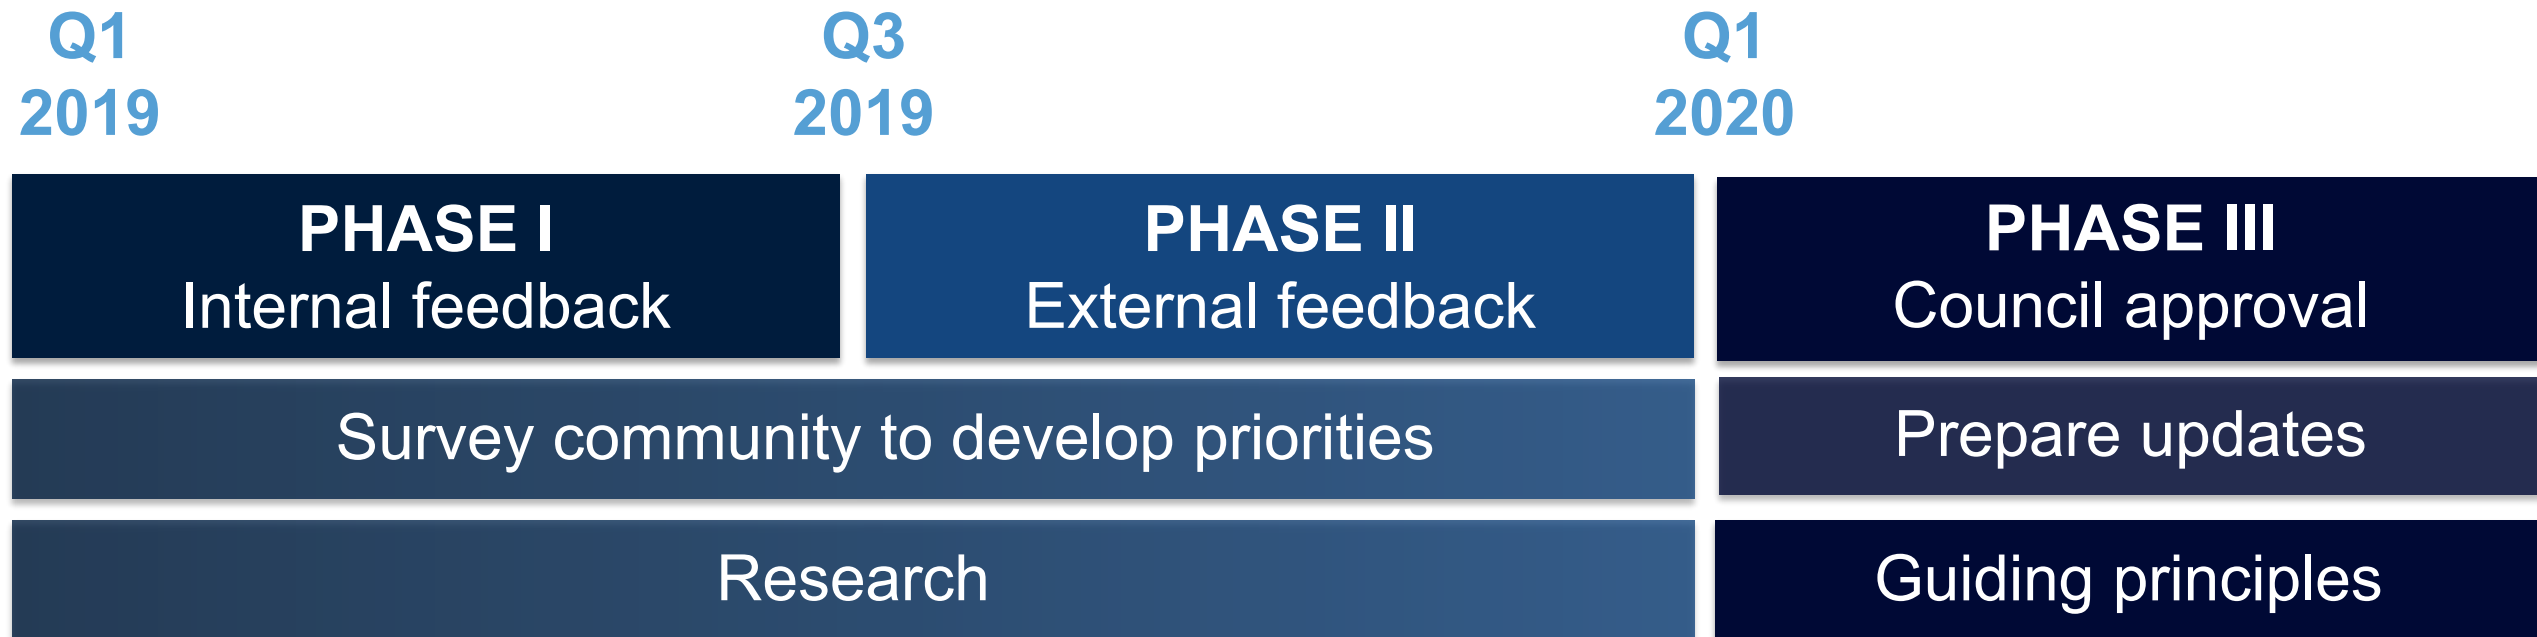 Q1
2019
Q3
2019
Q1
2020
PHASE I
Internal feedback
PHASE II
External feedback
PHASE III
Council approval
Survey community to develop priorities
Prepare updates
Research
Guiding principles